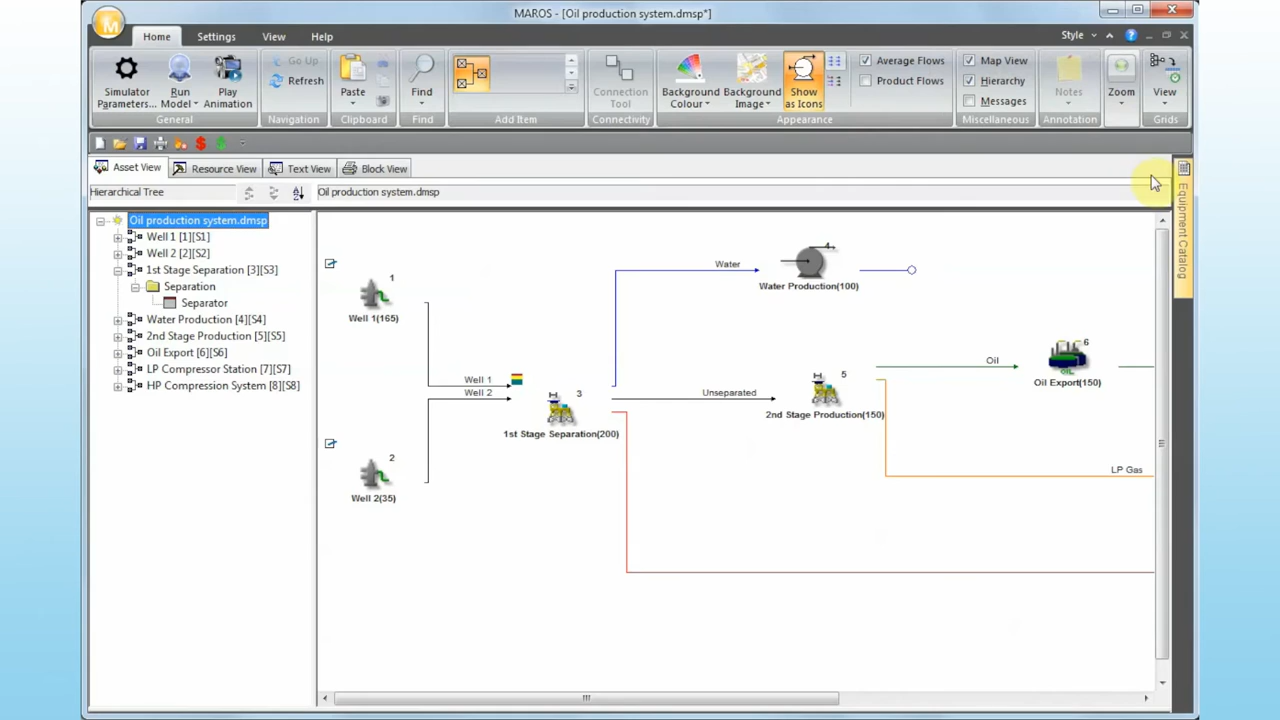 MAROS - [Oil production system.dmsp*]
M
Home Settings View Help Style
Simulator Parameters...
Run Model
Play Animation
General
Go Up
Refresh
Navigation
Paste
Clipboard
Find
Find
Add Item
Connection Tool
Connectivity
Background Colour
Background Image
Show as Icons
Average Flows
Product Flows
Appearance
Map View
Hierarchy
Messages
Miscellaneous
Notes
Annotation
Zoom
View
Grids
Asset View Resource View Text View Block View
Hierarchical Tree
Oil production system.dmsp
Equipment Catalog
Oil production system.dmsp
Well 1 [1][S1]
Well 2 [2][S2]
1st Stage Separation [3][S3]
Separation
Separator
Water Production [4][S4]
2nd Stage Production [5][S5]
Oil Export [6][S6]
LP Compressor Station [7][S7]
HP Compression System [8][S8]
1
Well 1(165)
2
Well 2(35)
Well 1
Well 2
3
1st Stage Separation(200)
Water
4
Water Production(100)
Unseparated
5
2nd Stage Production(150)
Oil
6
OIL
Oil Export(150)
LP Gas